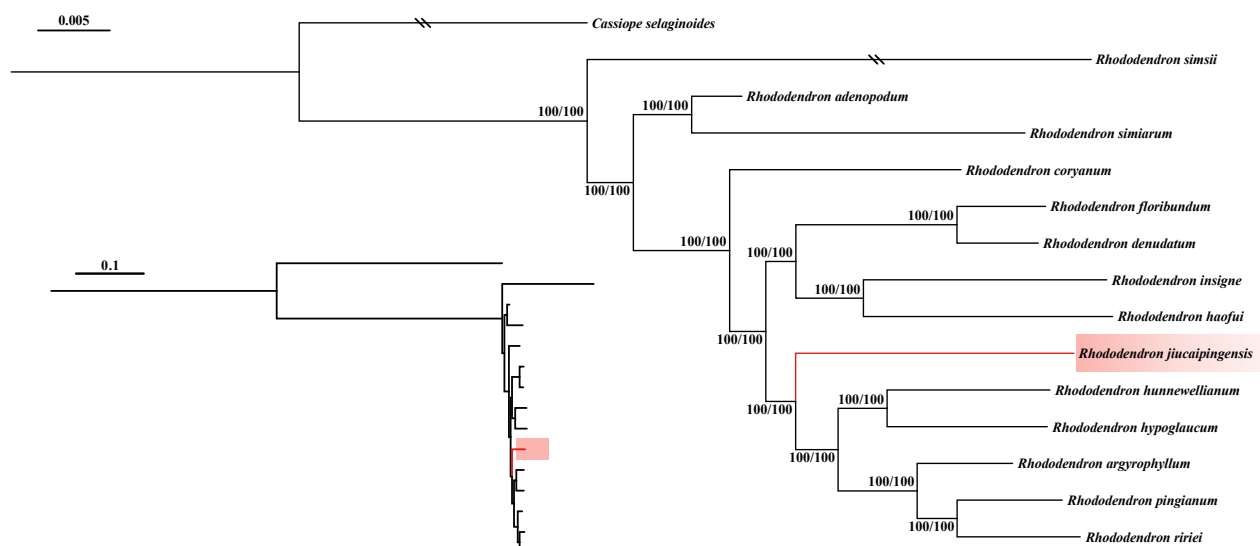 0.005
Cassiope selaginoides
Rhododendron simsii
100/100
Rhododendron adenopodum
100/100
Rhododendron simiarum
100/100
Rhododendron coryanum
Rhododendron floribundum
100/100
100/100
Rhododendron denudatum
100/100
0.1
Rhododendron insigne
100/100
Rhododendron haofui
100/100
Rhododendron jiucaipingensis
Rhododendron hunnewellianum
100/100
100/100
Rhododendron hypoglaucum
100/100
Rhododendron argyrophyllum
100/100
Rhododendron pingianum
100/100
Rhododendron ririei